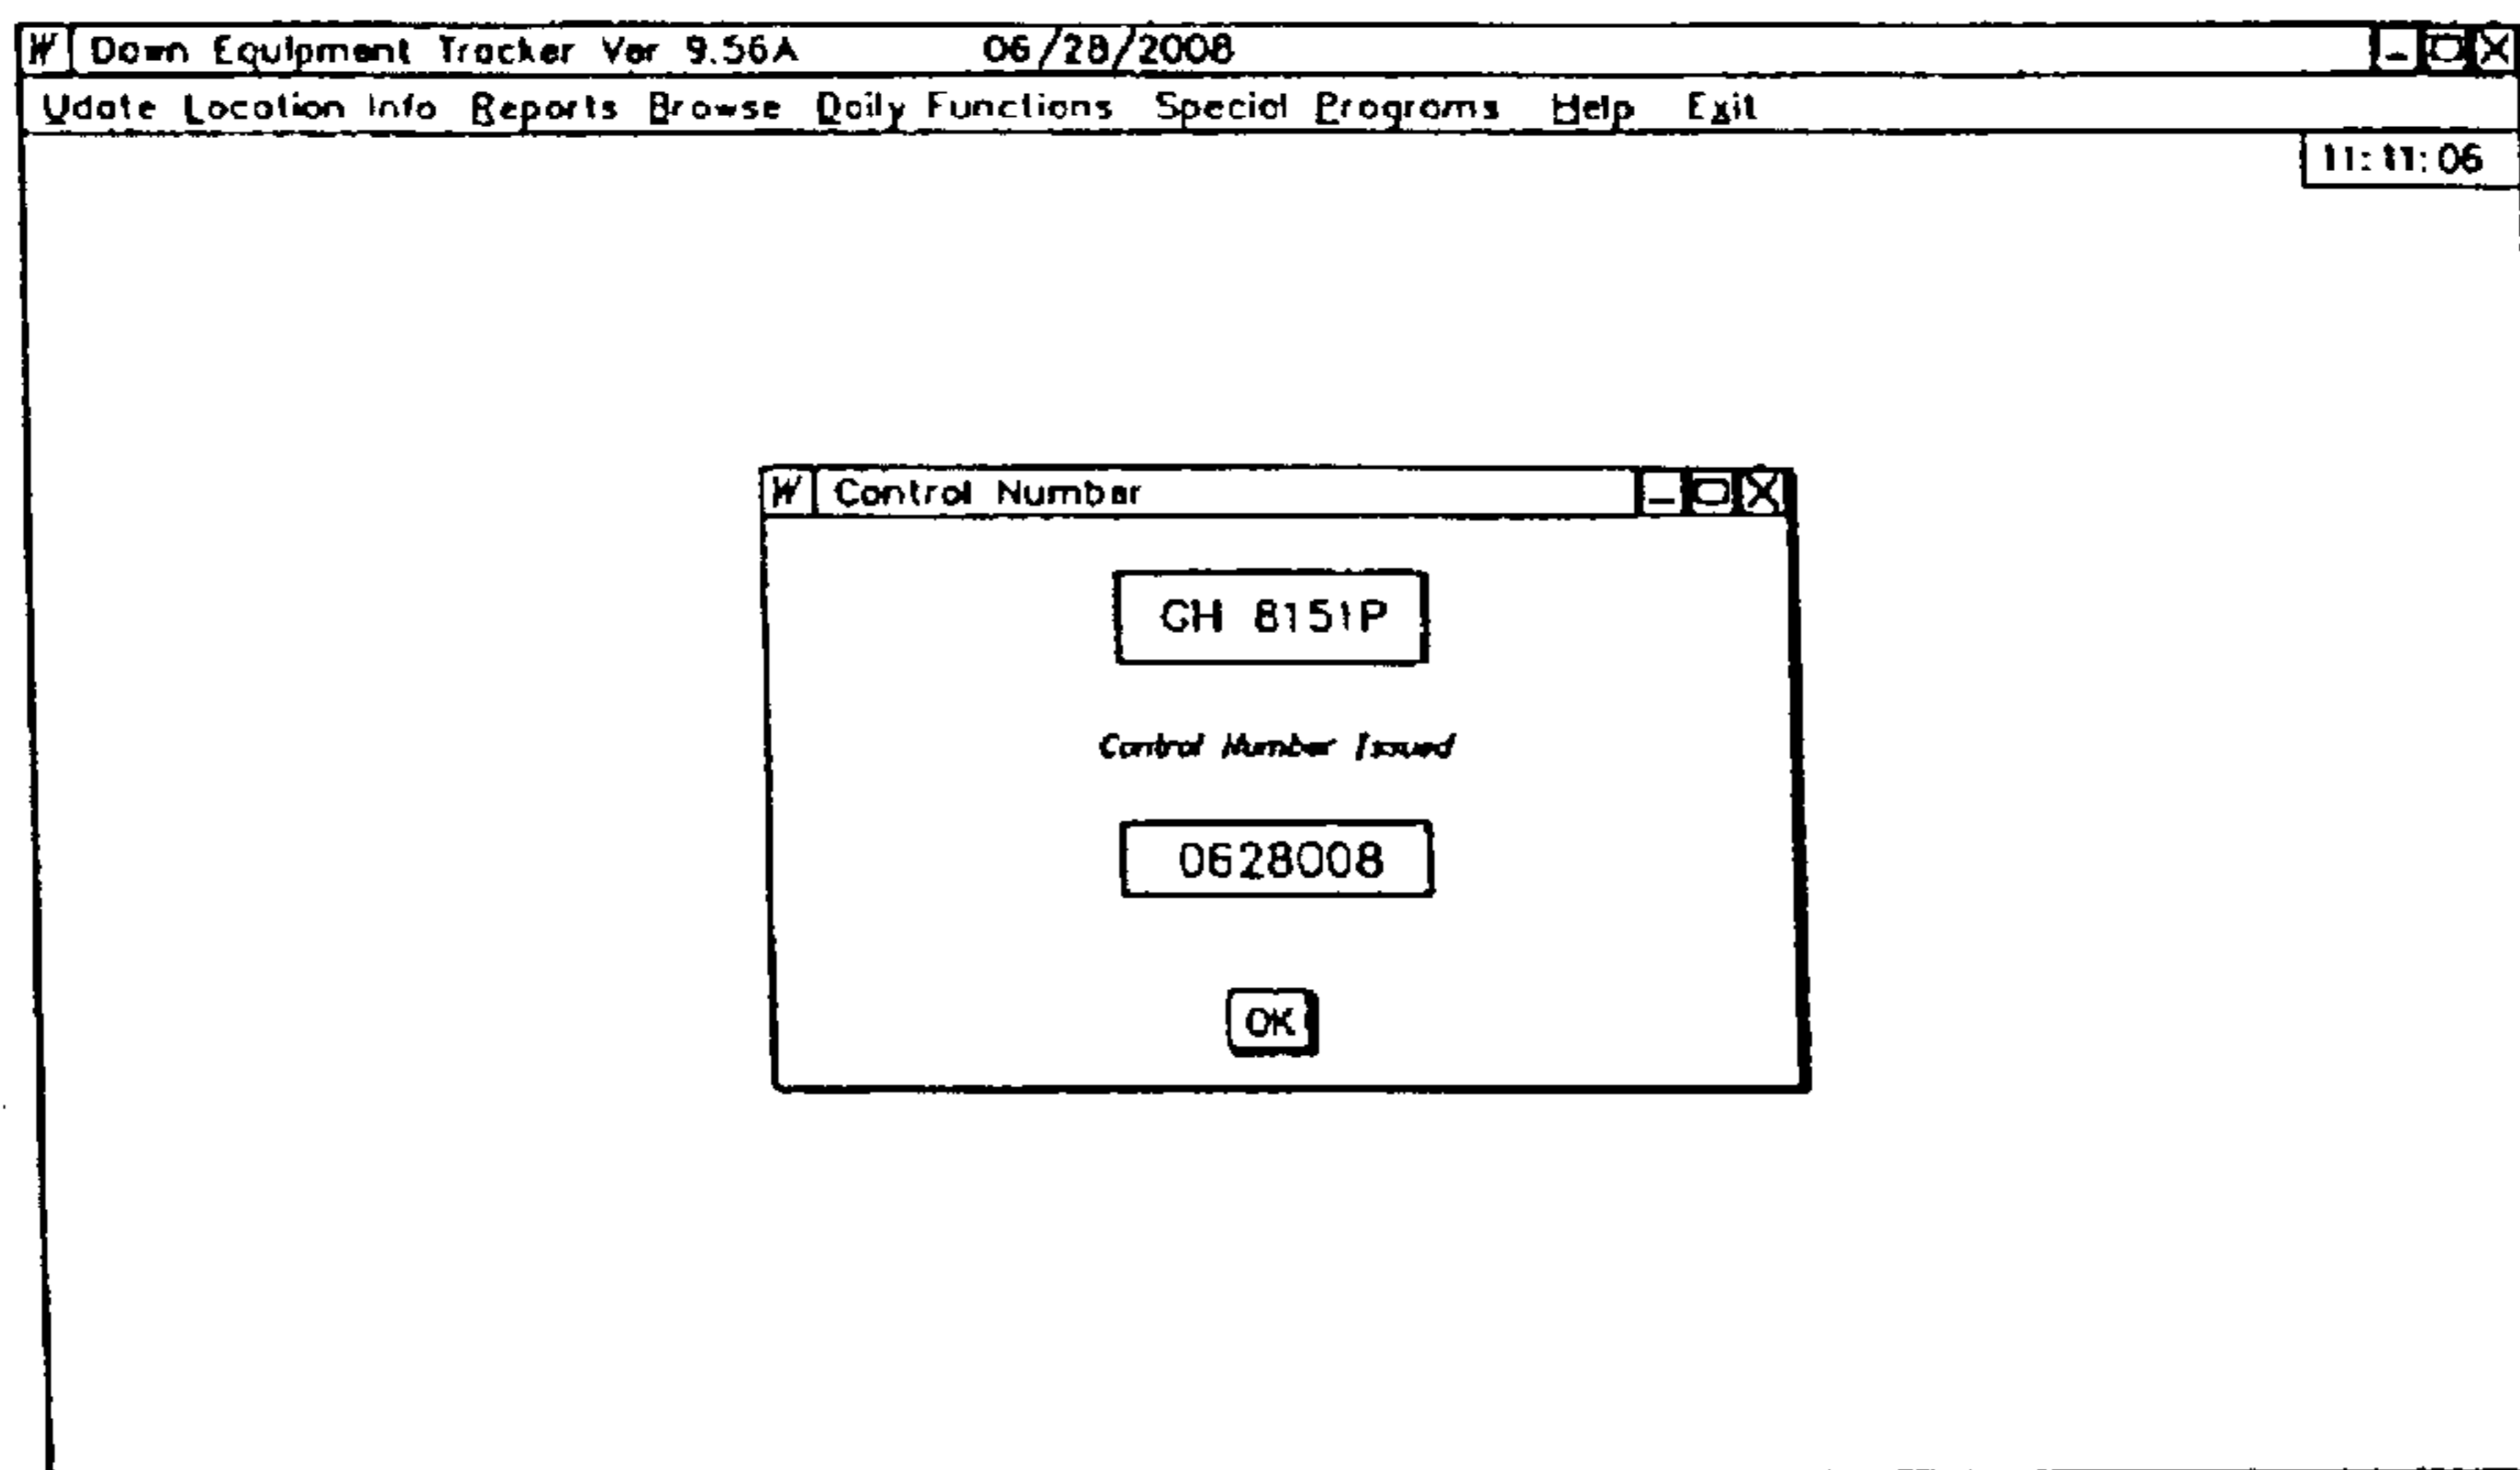 W Down Equipment Tracker Ver 9.56A 06/28/2008
Udate Location Info Reports Browse Daily Functions Special Programs Help Exit
11:11:06
W Control Number
GH 8151P
Control Number Issued
0628008
OK